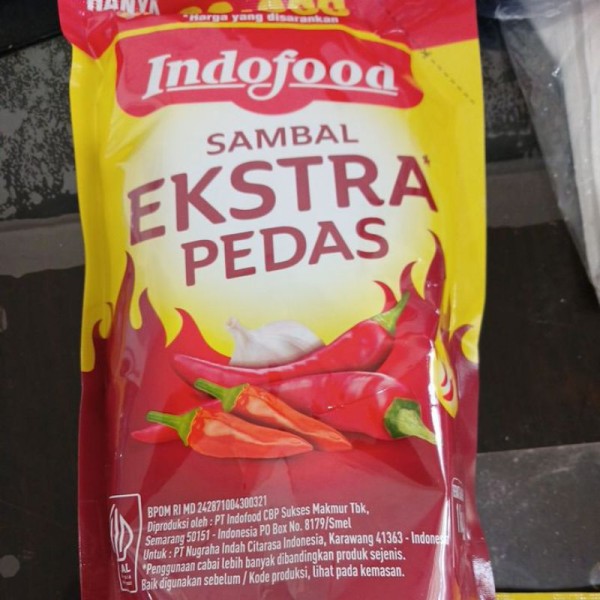 HANYA
*Harga yang disarankan
Indofood
SAMBAL
EKSTRA*
PEDAS
BPOM RI MD 242871004300321
Diproduksi oleh : PT Indofood CBP Sukses Makmur Tbk,
Semarang 50151 - Indonesia PO Box No. 8179/Smel
Untuk : PT Nugraha Indah Citarasa Indonesia, Karawang 41363 - Indonesia
*Penggunaan cabai lebih banyak dibandingkan produk sejenis.
Baik digunakan sebelum / Kode produksi, lihat pada kemasan.